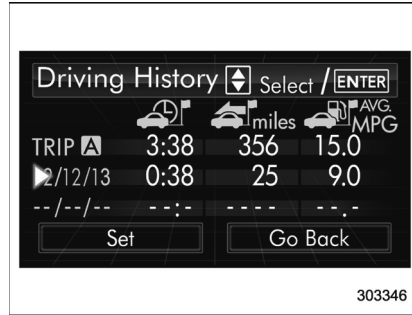 Driving History Select / ENTER
miles AVG. MPG
TRIP A 3:38 356 15.0
2/12/13 0:38 25 9.0
--/--/-- --:- ---- --.-
Set Go Back
303346